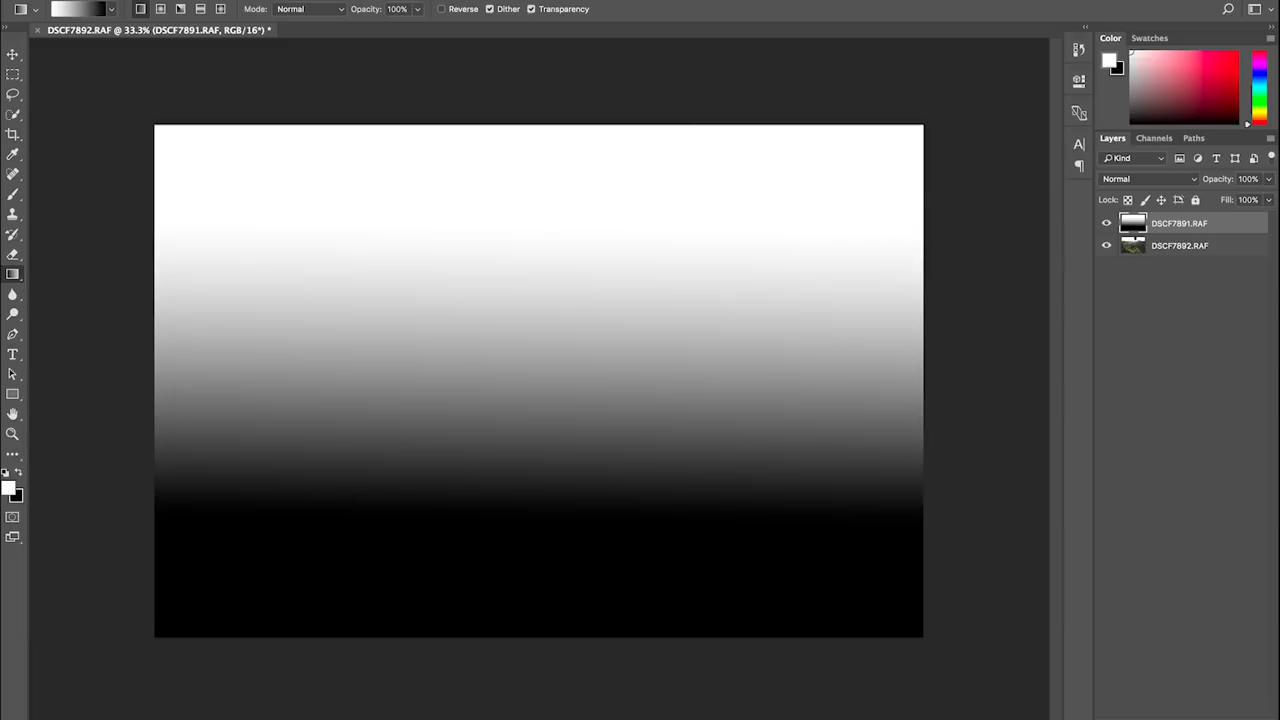 Mode: Normal Opacity: 100% Reverse Dither Transparency
× DSCF7892.RAF @ 33.3% (DSCF7891.RAF, RGB/16*) *
Color Swatches
Layers Channels Paths
Kind
Normal Opacity: 100%
Lock: Fill: 100%
DSCF7891.RAF
DSCF7892.RAF